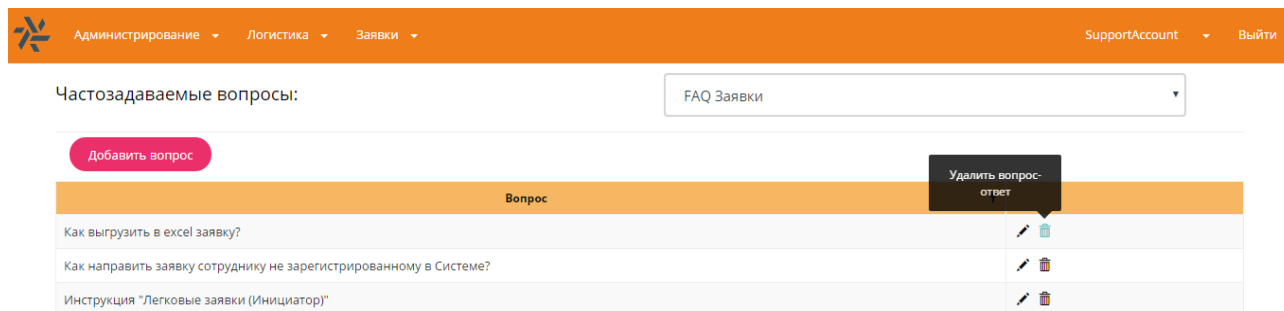 Администрирование Логистика Заявки SupportAccount Выйти
Частозадаваемые вопросы: FAQ Заявки
Добавить вопрос
Удалить вопрос-
ответ
Вопрос
Как выгрузить в excel заявку?
Как направить заявку сотруднику не зарегистрированному в Системе?
Инструкция "Легковые заявки (Инициатор)"